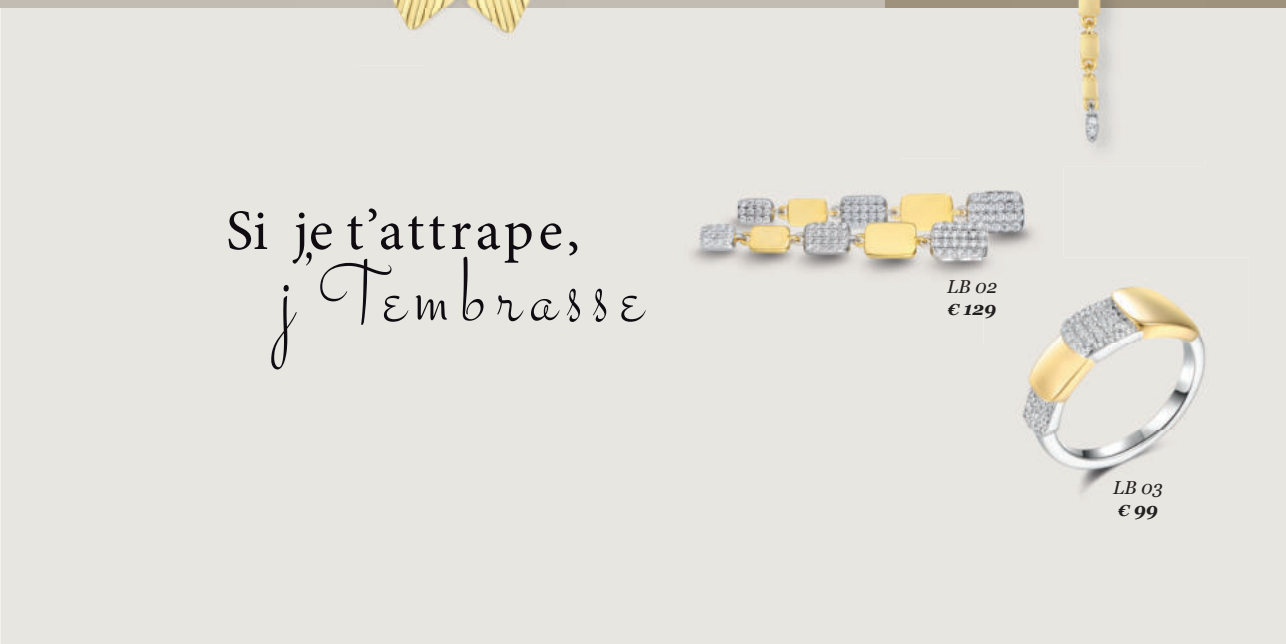 Si je t'attrape,
j'Tembrasse
LB 02
€ 129
LB 03
€ 99